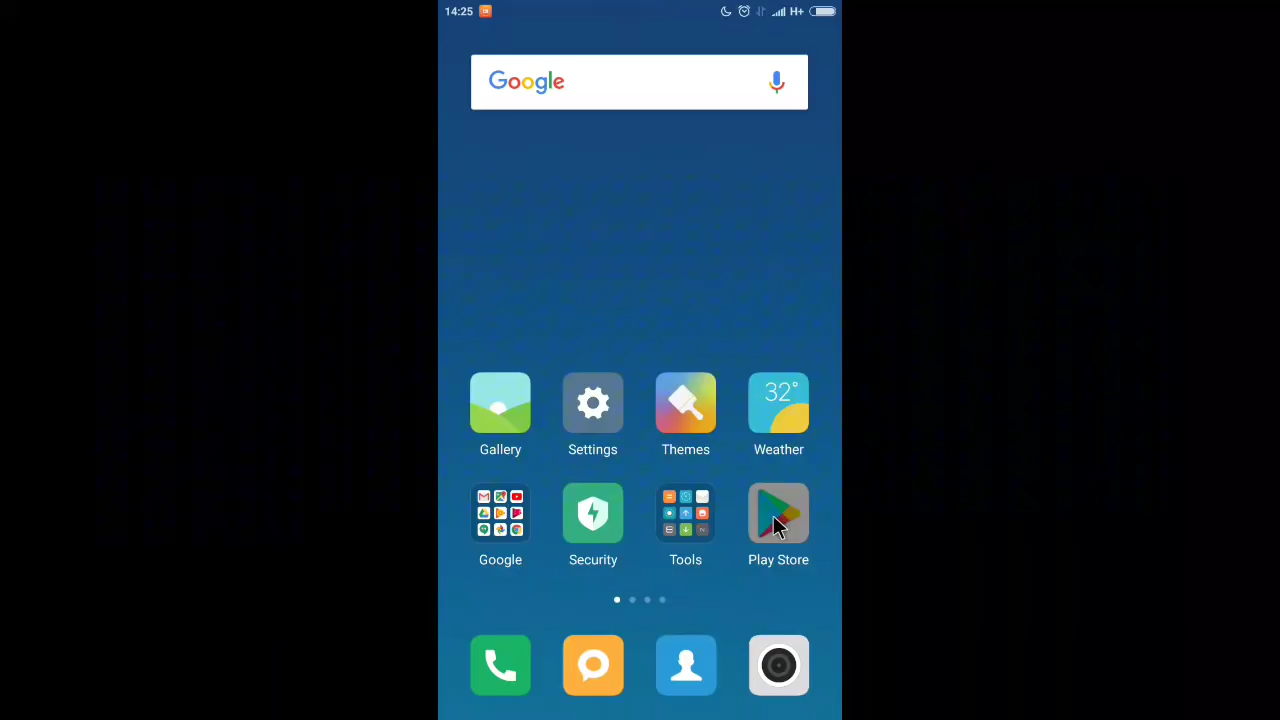 14:25 H+
Google
32°
Gallery Settings Themes Weather
Google Security Tools Play Store